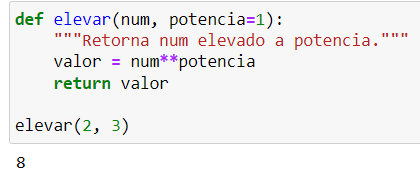 def elevar(num, potencia=1):
    """Retorna num elevado a potencia."""
    valor = num**potencia
    return valor
elevar(2, 3)
8